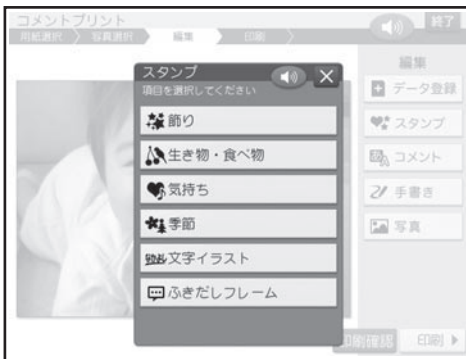 コメントプリント
終了
用紙選択 写真選択 編集 印刷
編集
データ登録
スタンプ
コメント
手書き
写真
スタンプ
項目を選択してください
飾り
生き物・食べ物
気持ち
季節
文字イラスト
ふきだしフレーム
印刷確認
印刷